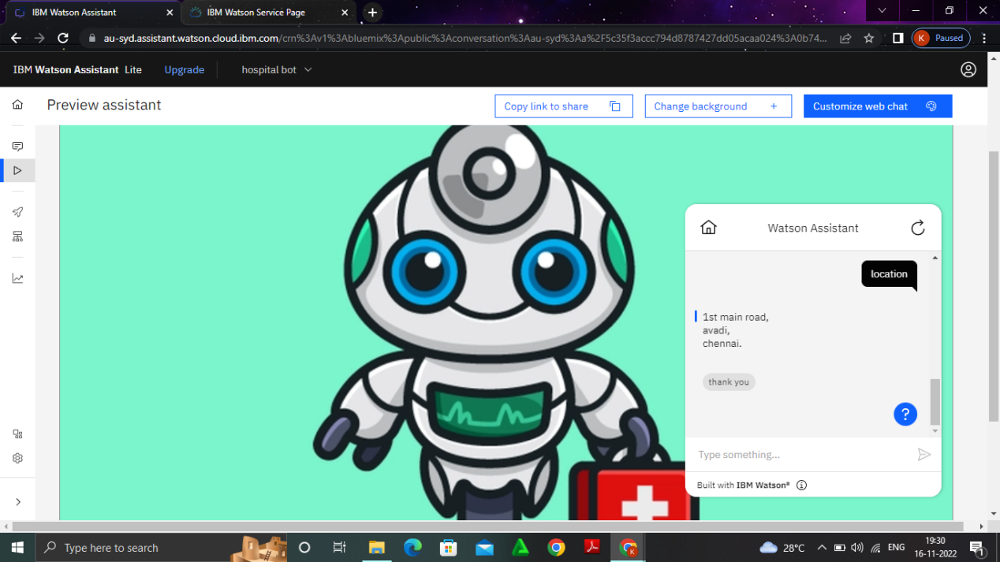 IBM Watson Assistant
IBM Watson Service Page
au-syd.assistant.watson.cloud.ibm.com/crn%3Av1%3Abluemix%3Apublic%3Aconversation%3Aau-syd%3Aa%2F5c35f3accc794d8787427dd05acaa024%3A0b74...
K Paused
IBM Watson Assistant Lite
Upgrade
hospital bot
Preview assistant
Copy link to share
Change background +
Customize web chat
Watson Assistant
location
1st main road,
avadi,
chennai.
thank you
?
Type something...
Built with IBM Watson®
Type here to search
K
28°C
ENG
19:30
16-11-2022
1